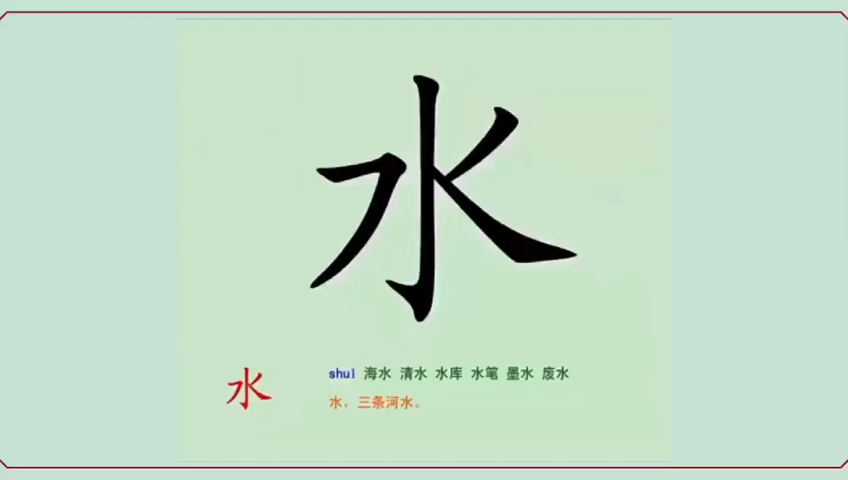 水
水
shuǐ 海水 清水 水库 水笔 墨水 废水
水，三条河水。